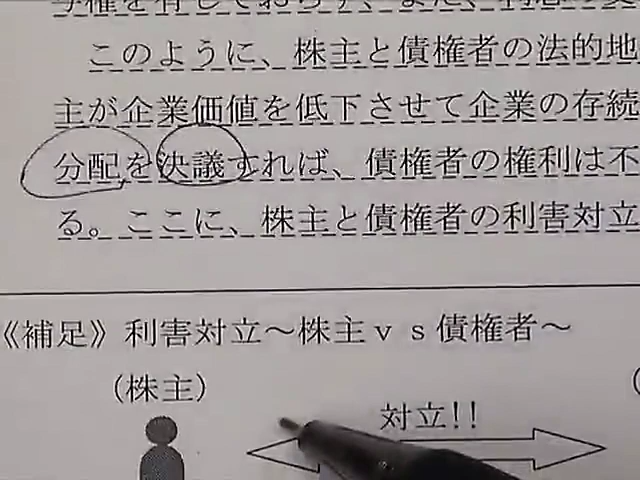 このように、株主と債権者の法的地
主が企業価値を低下させて企業の存続
分配を決議すれば、債権者の権利は不
る。ここに、株主と債権者の利害対立
《補足》利害対立～株主ｖｓ債権者～
(株主)
対立!!